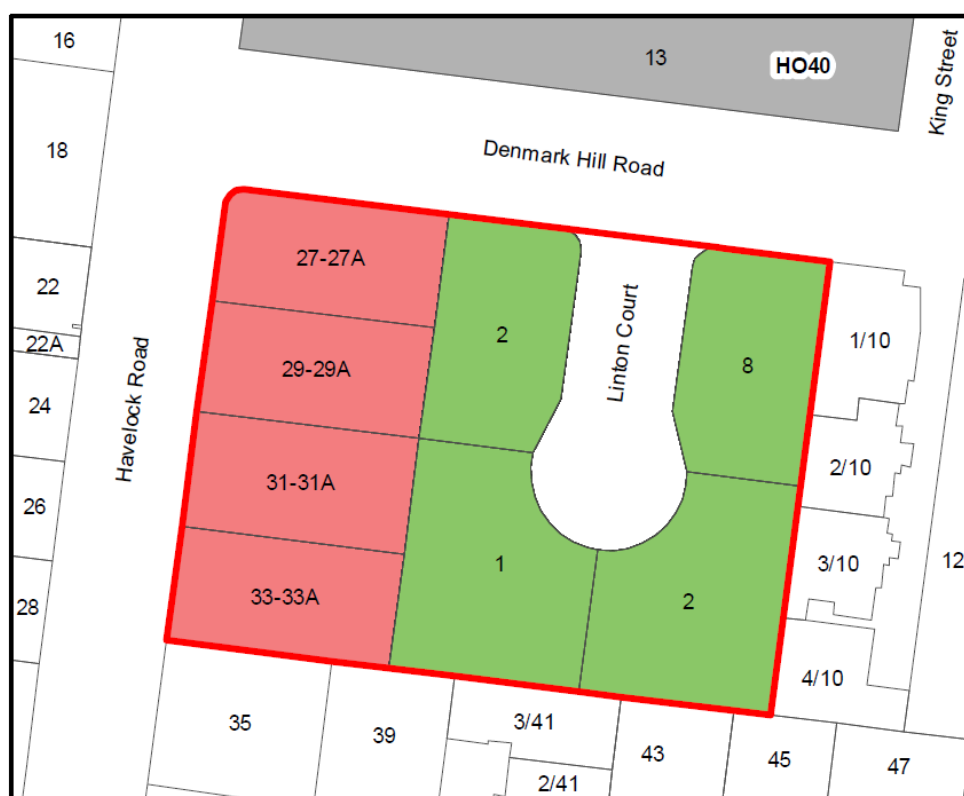 16
13
HO40
King Street
18
Denmark Hill Road
27-27A
22
2
Linton Court
1/10
22A
29-29A
8
24
Havelock Road
2/10
31-31A
26
3/10
12
1
33-33A
2
28
4/10
35
39
3/41
43
45
47
2/41